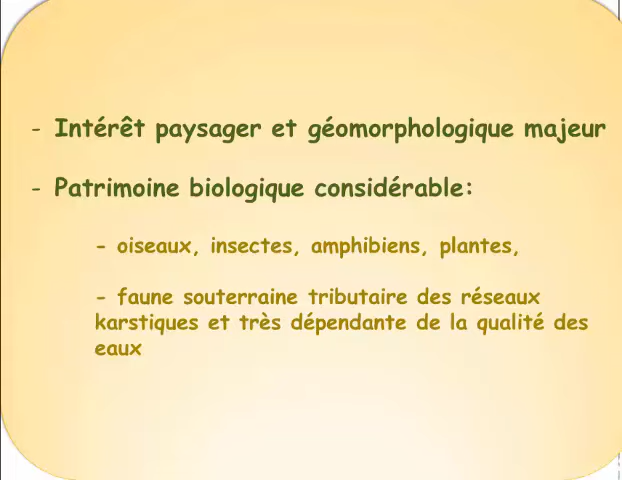 - Intérêt paysager et géomorphologique majeur
- Patrimoine biologique considérable:
- oiseaux, insectes, amphibiens, plantes,
- faune souterraine tributaire des réseaux
karstiques et très dépendante de la qualité des
eaux